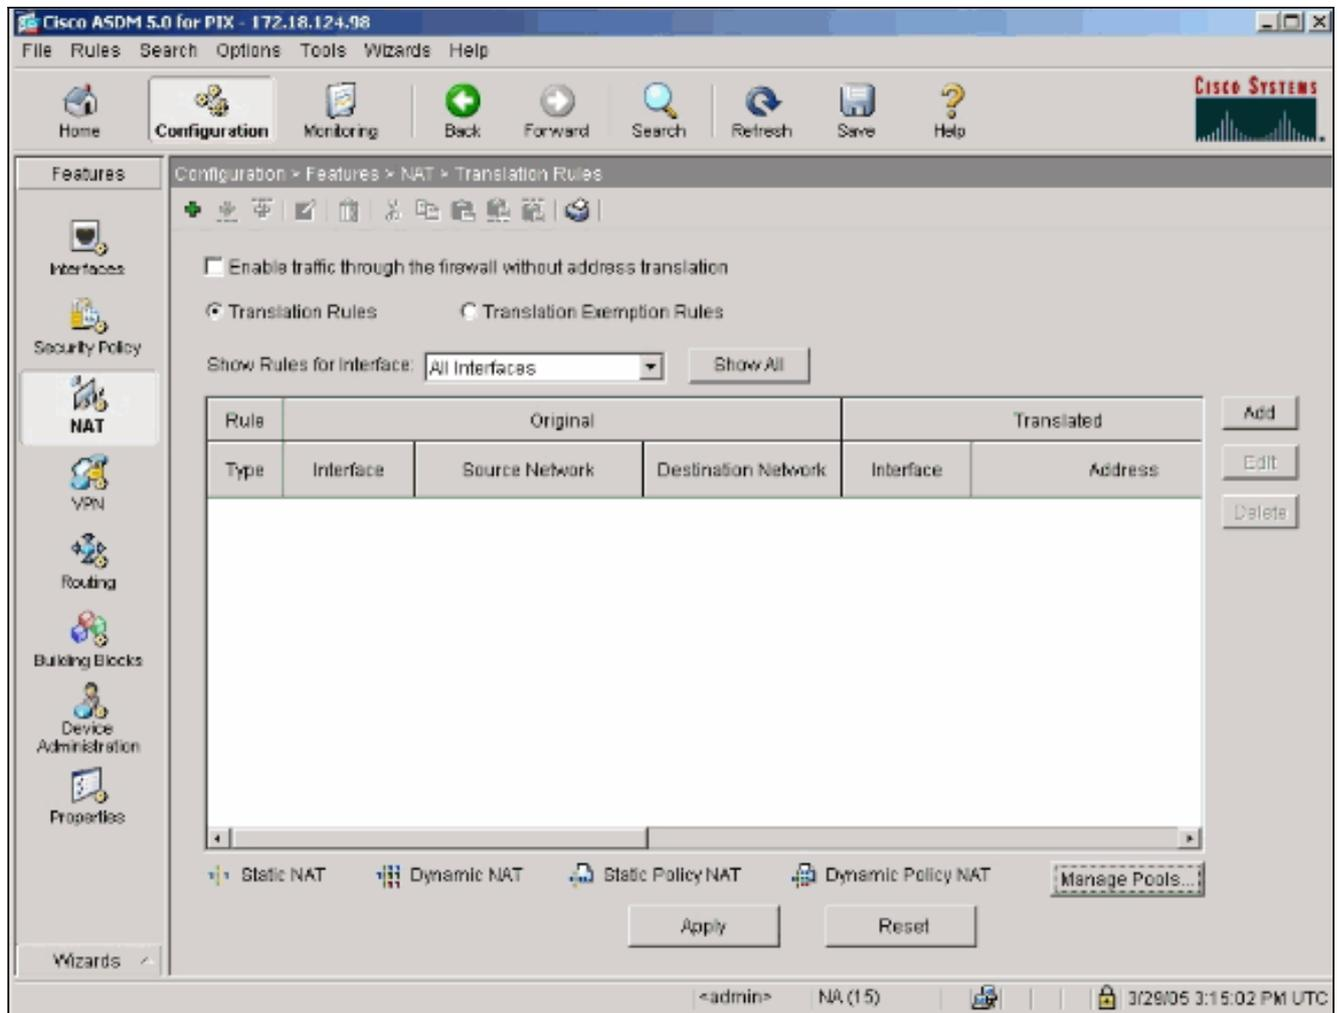 Cisco ASDM 5.0 for PIX - 172.18.124.98
File Rules Search Options Tools Wizards Help
Home Configuration Monitoring Back Forward Search Refresh Save Help
CISCO SYSTEMS
Features
Configuration > Features > NAT > Translation Rules
Interfaces
Security Policy
NAT
VPN
Routing
Building Blocks
Device
Administration
Properties
Wizards
Enable traffic through the firewall without address translation
Translation Rules Translation Exemption Rules
Show Rules for Interface: All Interfaces Show All
Rule Original Translated
Type Interface Source Network Destination Network Interface Address
Add
Edit
Delete
Static NAT Dynamic NAT Static Policy NAT Dynamic Policy NAT Manage Pools...
Apply Reset
<admin> NA (15) 3/29/05 3:15:02 PM UTC